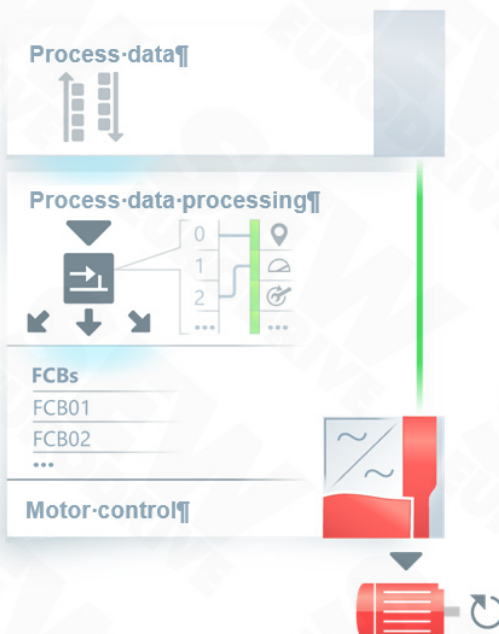 Process·data¶
Process·data·processing¶
0
1
2
...
...
FCBs
FCB01
FCB02
...
Motor·control¶